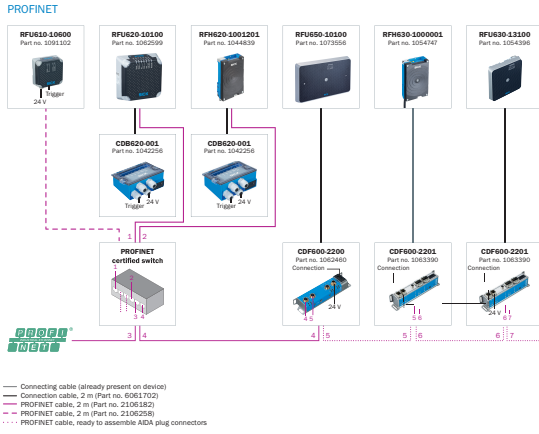 PROFINET
RFU610-10600
Part no. 1091102
RFU620-10100
Part no. 1062599
RFH620-1001201
Part no. 1044839
RFU650-10100
Part no. 1073556
RFH630-1000001
Part no. 1054747
RFU630-13100
Part no. 1054396
Trigger
24 V
CDB620-001
Part no. 1042256
CDB620-001
Part no. 1042256
24 V
Trigger
24 V
Trigger
1 2
PROFINET
certified switch
1
2
3 4
CDF600-2200
Part no. 1062460
Connection
24 V
4 5
CDF600-2201
Part no. 1063390
Connection
5 6
CDF600-2201
Part no. 1063390
Connection
24 V
6 7
PROFI
NET
®
3 4
4 5
5 6
6 7
Connecting cable (already present on device)
Connection cable, 2 m (Part no. 6061702)
PROFINET cable, 2 m (Part no. 2106182)
PROFINET cable, 2 m (Part no. 2106258)
PROFINET cable, ready to assemble AIDA plug connectors